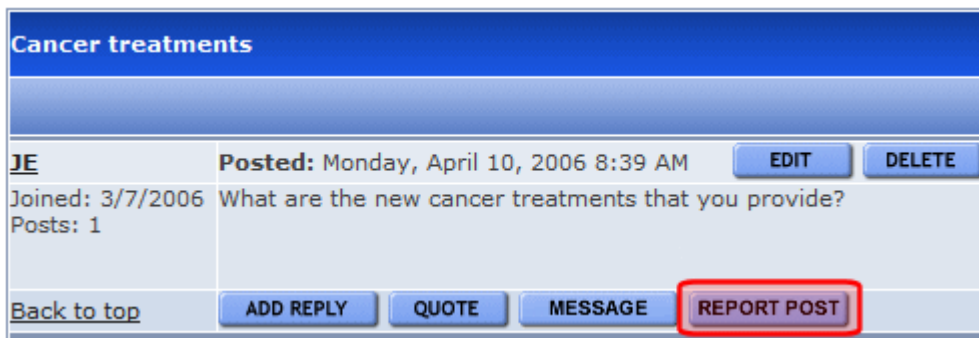 Cancer treatments
JE
Posted: Monday, April 10, 2006 8:39 AM
EDIT
DELETE
Joined: 3/7/2006
Posts: 1
What are the new cancer treatments that you provide?
Back to top
ADD REPLY
QUOTE
MESSAGE
REPORT POST